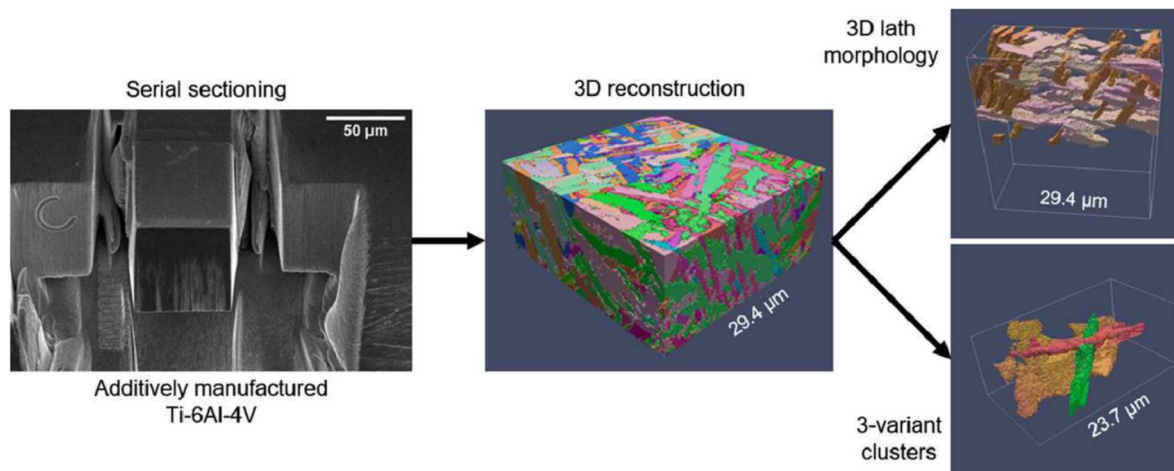 Serial sectioning
50 μm
Additively manufactured
Ti-6Al-4V
3D reconstruction
29.4 μm
3D lath
morphology
29.4 μm
3-variant
clusters
23.7 μm